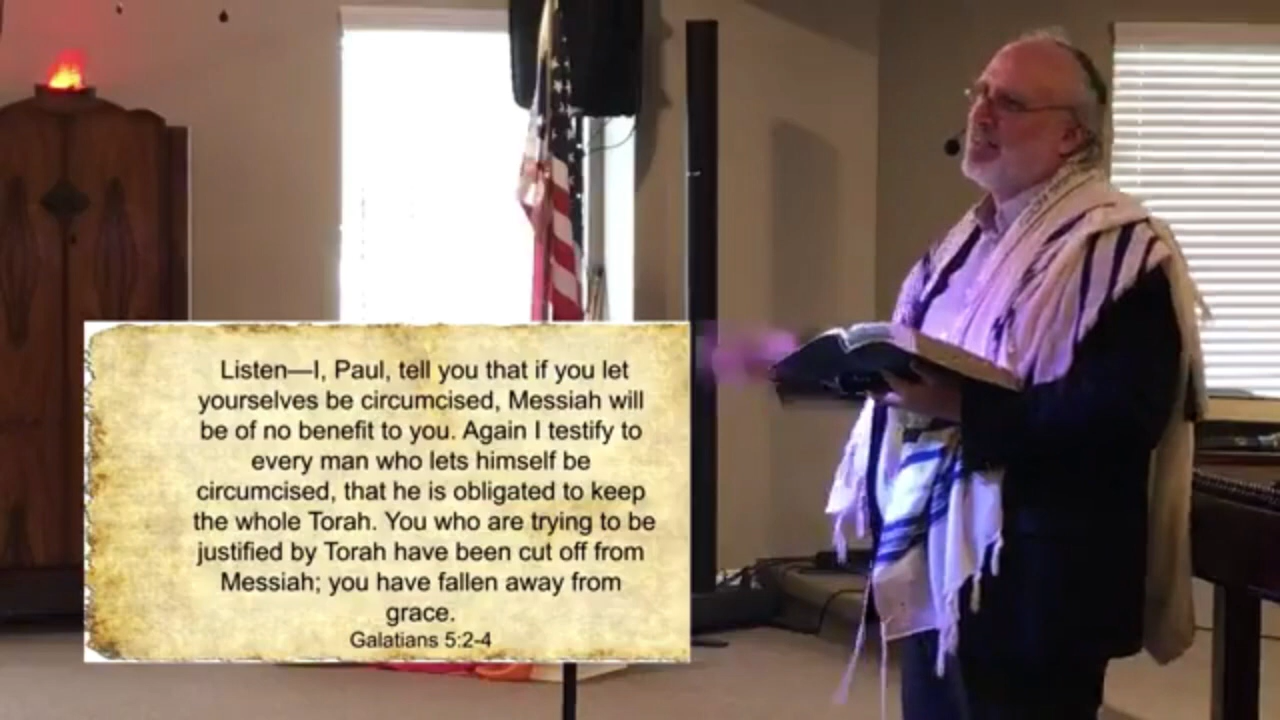 Listen—I, Paul, tell you that if you let
yourselves be circumcised, Messiah will
be of no benefit to you. Again I testify to
every man who lets himself be
circumcised, that he is obligated to keep
the whole Torah. You who are trying to be
justified by Torah have been cut off from
Messiah; you have fallen away from
grace.
Galatians 5:2-4